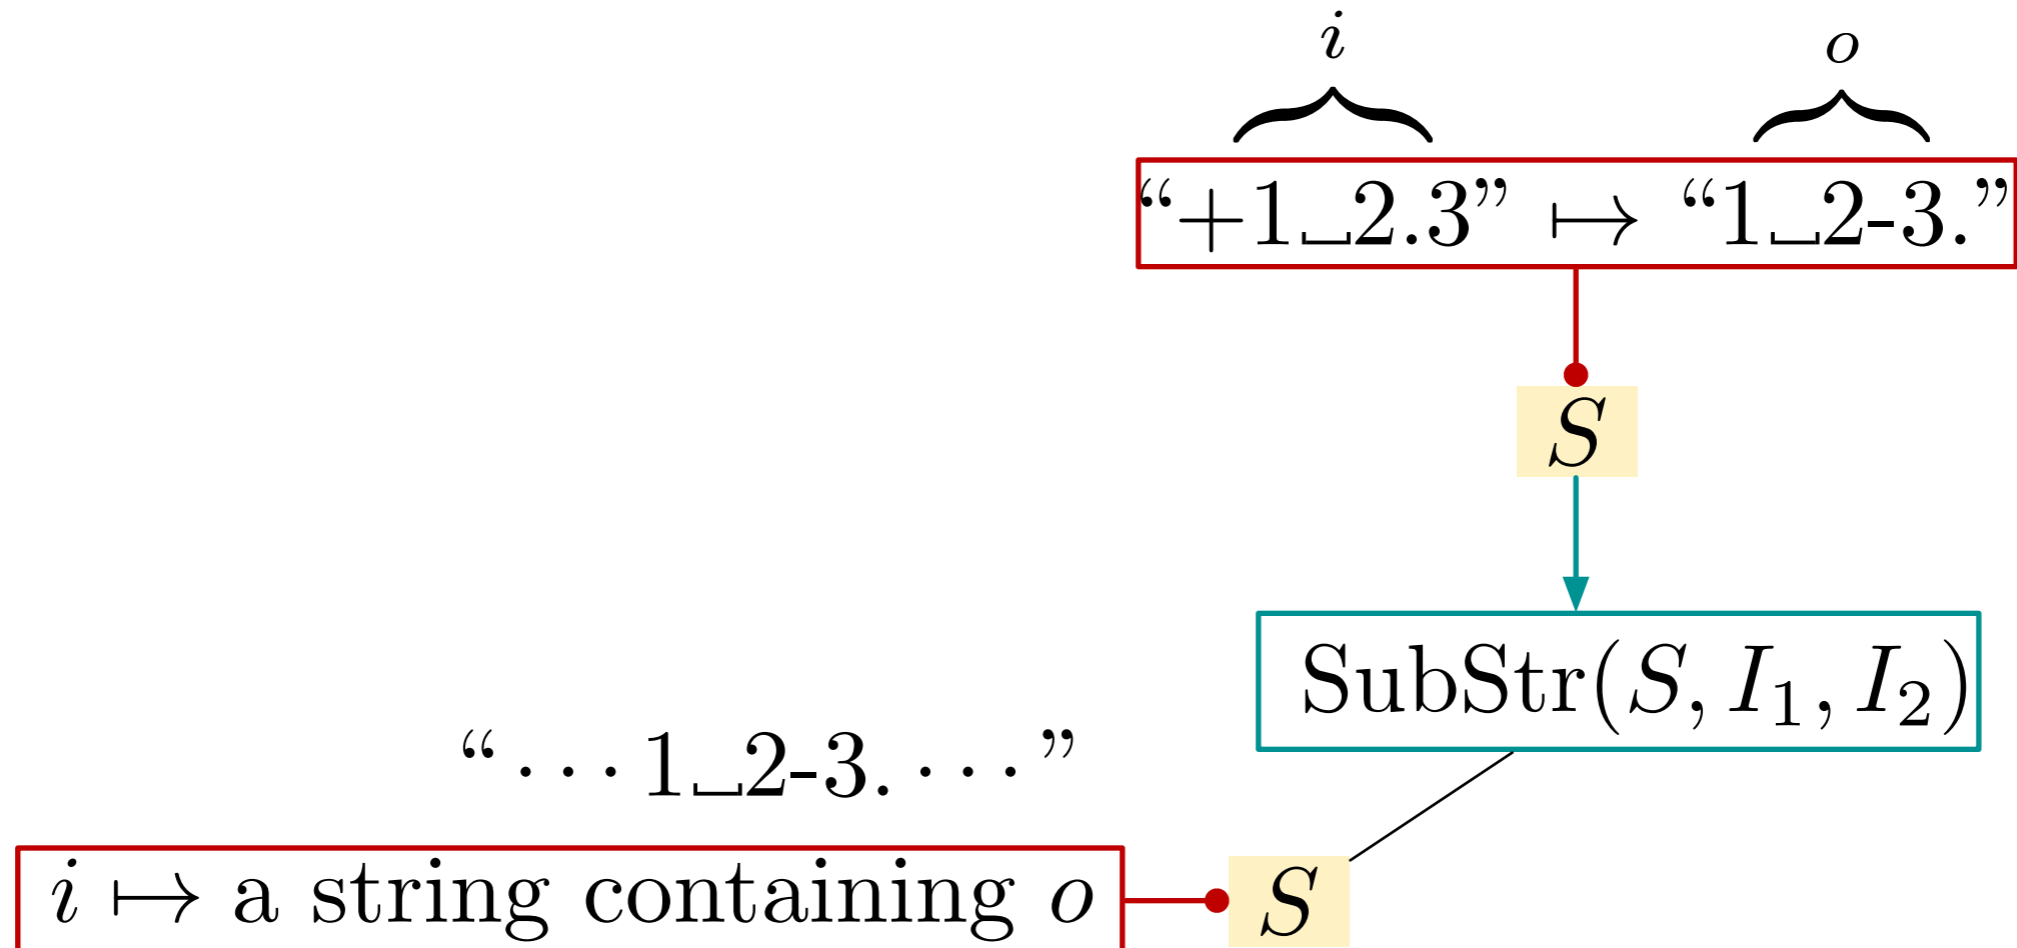 i o
“+1␣2.3” ↦ “1␣2-3.”
S
SubStr(S, I₁, I₂)
“··· 1␣2-3. ···”
i ↦ a string containing o S